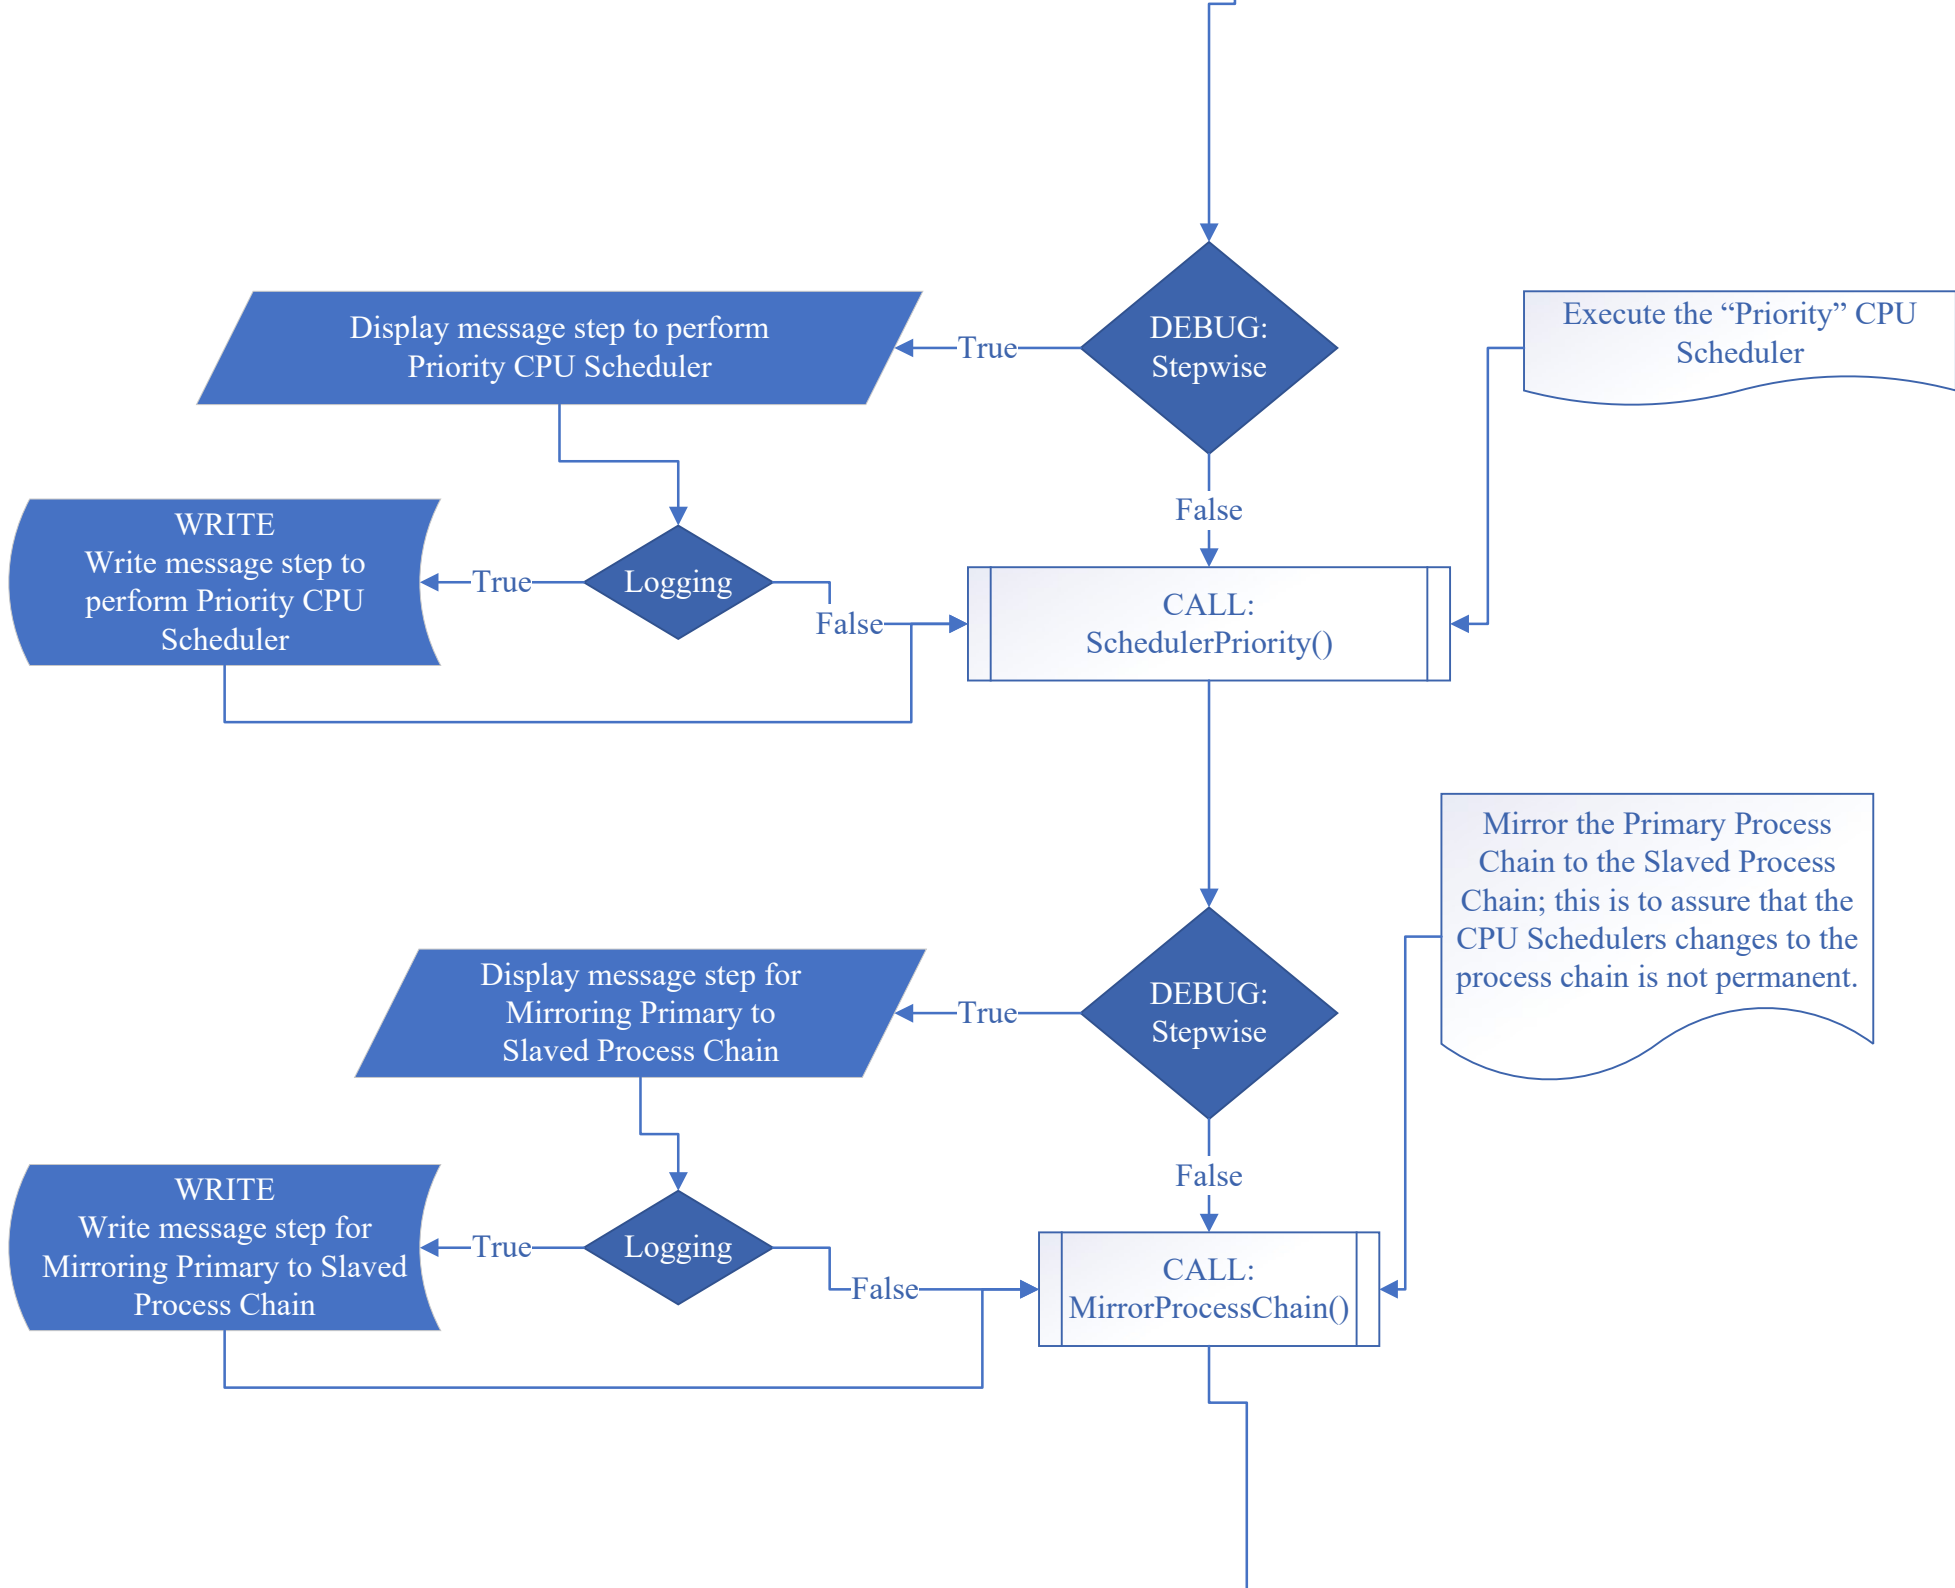 DEBUG:
Stepwise
True
Display message step to perform
Priority CPU Scheduler
Execute the “Priority” CPU
Scheduler
False
Logging
True
WRITE
Write message step to
perform Priority CPU
Scheduler
False
CALL:
SchedulerPriority()
DEBUG:
Stepwise
True
Display message step for
Mirroring Primary to
Slaved Process Chain
Mirror the Primary Process
Chain to the Slaved Process
Chain; this is to assure that the
CPU Schedulers changes to the
process chain is not permanent.
False
Logging
True
WRITE
Write message step for
Mirroring Primary to Slaved
Process Chain
False
CALL:
MirrorProcessChain()